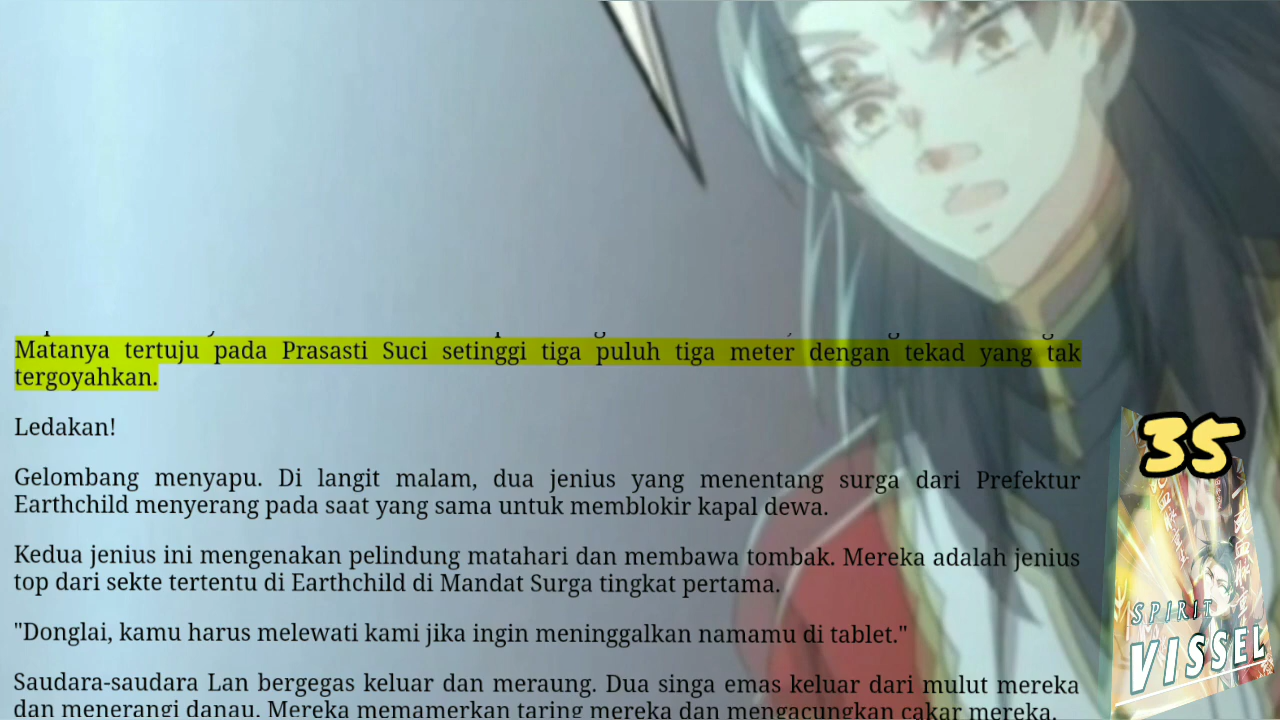 Matanya tertuju pada Prasasti Suci setinggi tiga puluh tiga meter dengan tekad yang tak
tergoyahkan.
Ledakan!
Gelombang menyapu. Di langit malam, dua jenius yang menentang surga dari Prefektur
Earthchild menyerang pada saat yang sama untuk memblokir kapal dewa.
Kedua jenius ini mengenakan pelindung matahari dan membawa tombak. Mereka adalah jenius
top dari sekte tertentu di Earthchild di Mandat Surga tingkat pertama.
"Donglai, kamu harus melewati kami jika ingin meninggalkan namamu di tablet."
Saudara-saudara Lan bergegas keluar dan meraung. Dua singa emas keluar dari mulut mereka
dan menerangi danau. Mereka memamerkan taring mereka dan mengacungkan cakar mereka.
35
SPIRIT
VISSEL